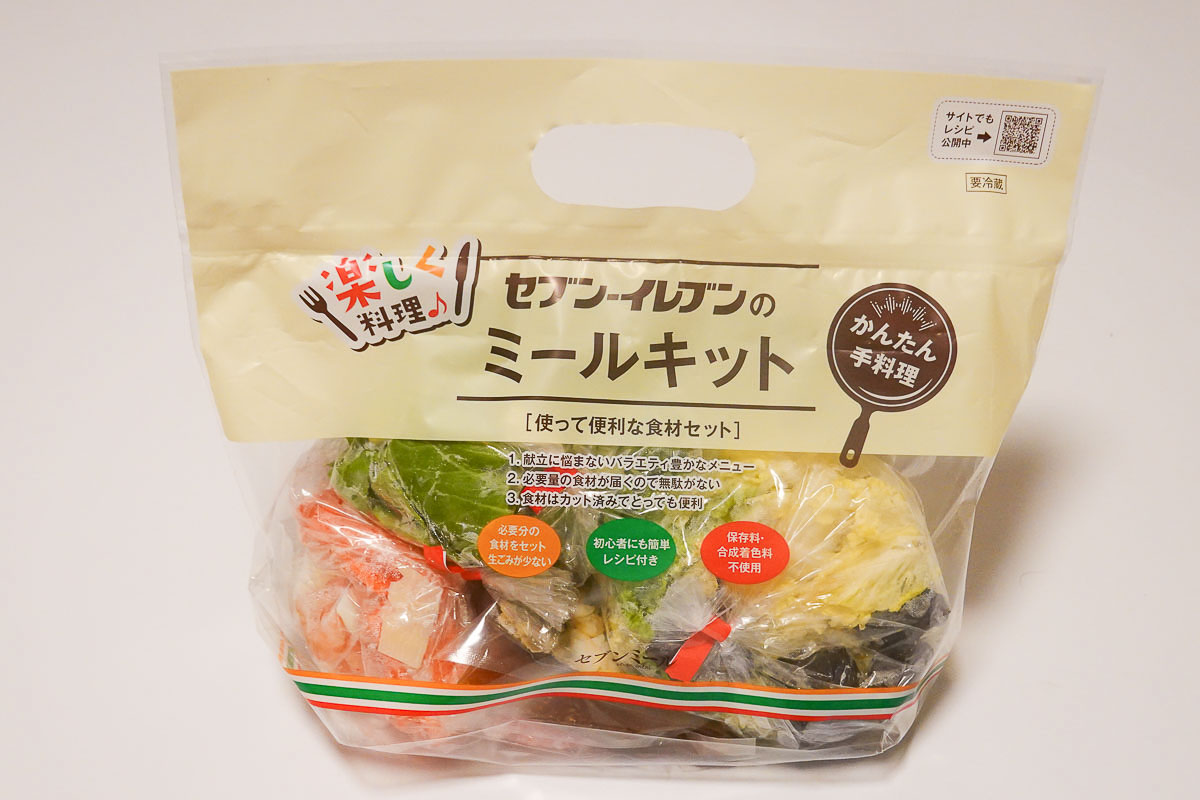 サイトでも
レシピ
公開中
要冷蔵
楽しく
料理♪
セブン-イレブンの
ミールキット
かんたん
手料理
[使って便利な食材セット]
1. 献立に悩まないバラエティ豊かなメニュー
2. 必要量の食材が届くので無駄がない
3. 食材はカット済みでとっても便利
必要分の
食材をセット
生ごみが少ない
初心者にも簡単
レシピ付き
保存料・
合成着色料
不使用
セブンミー